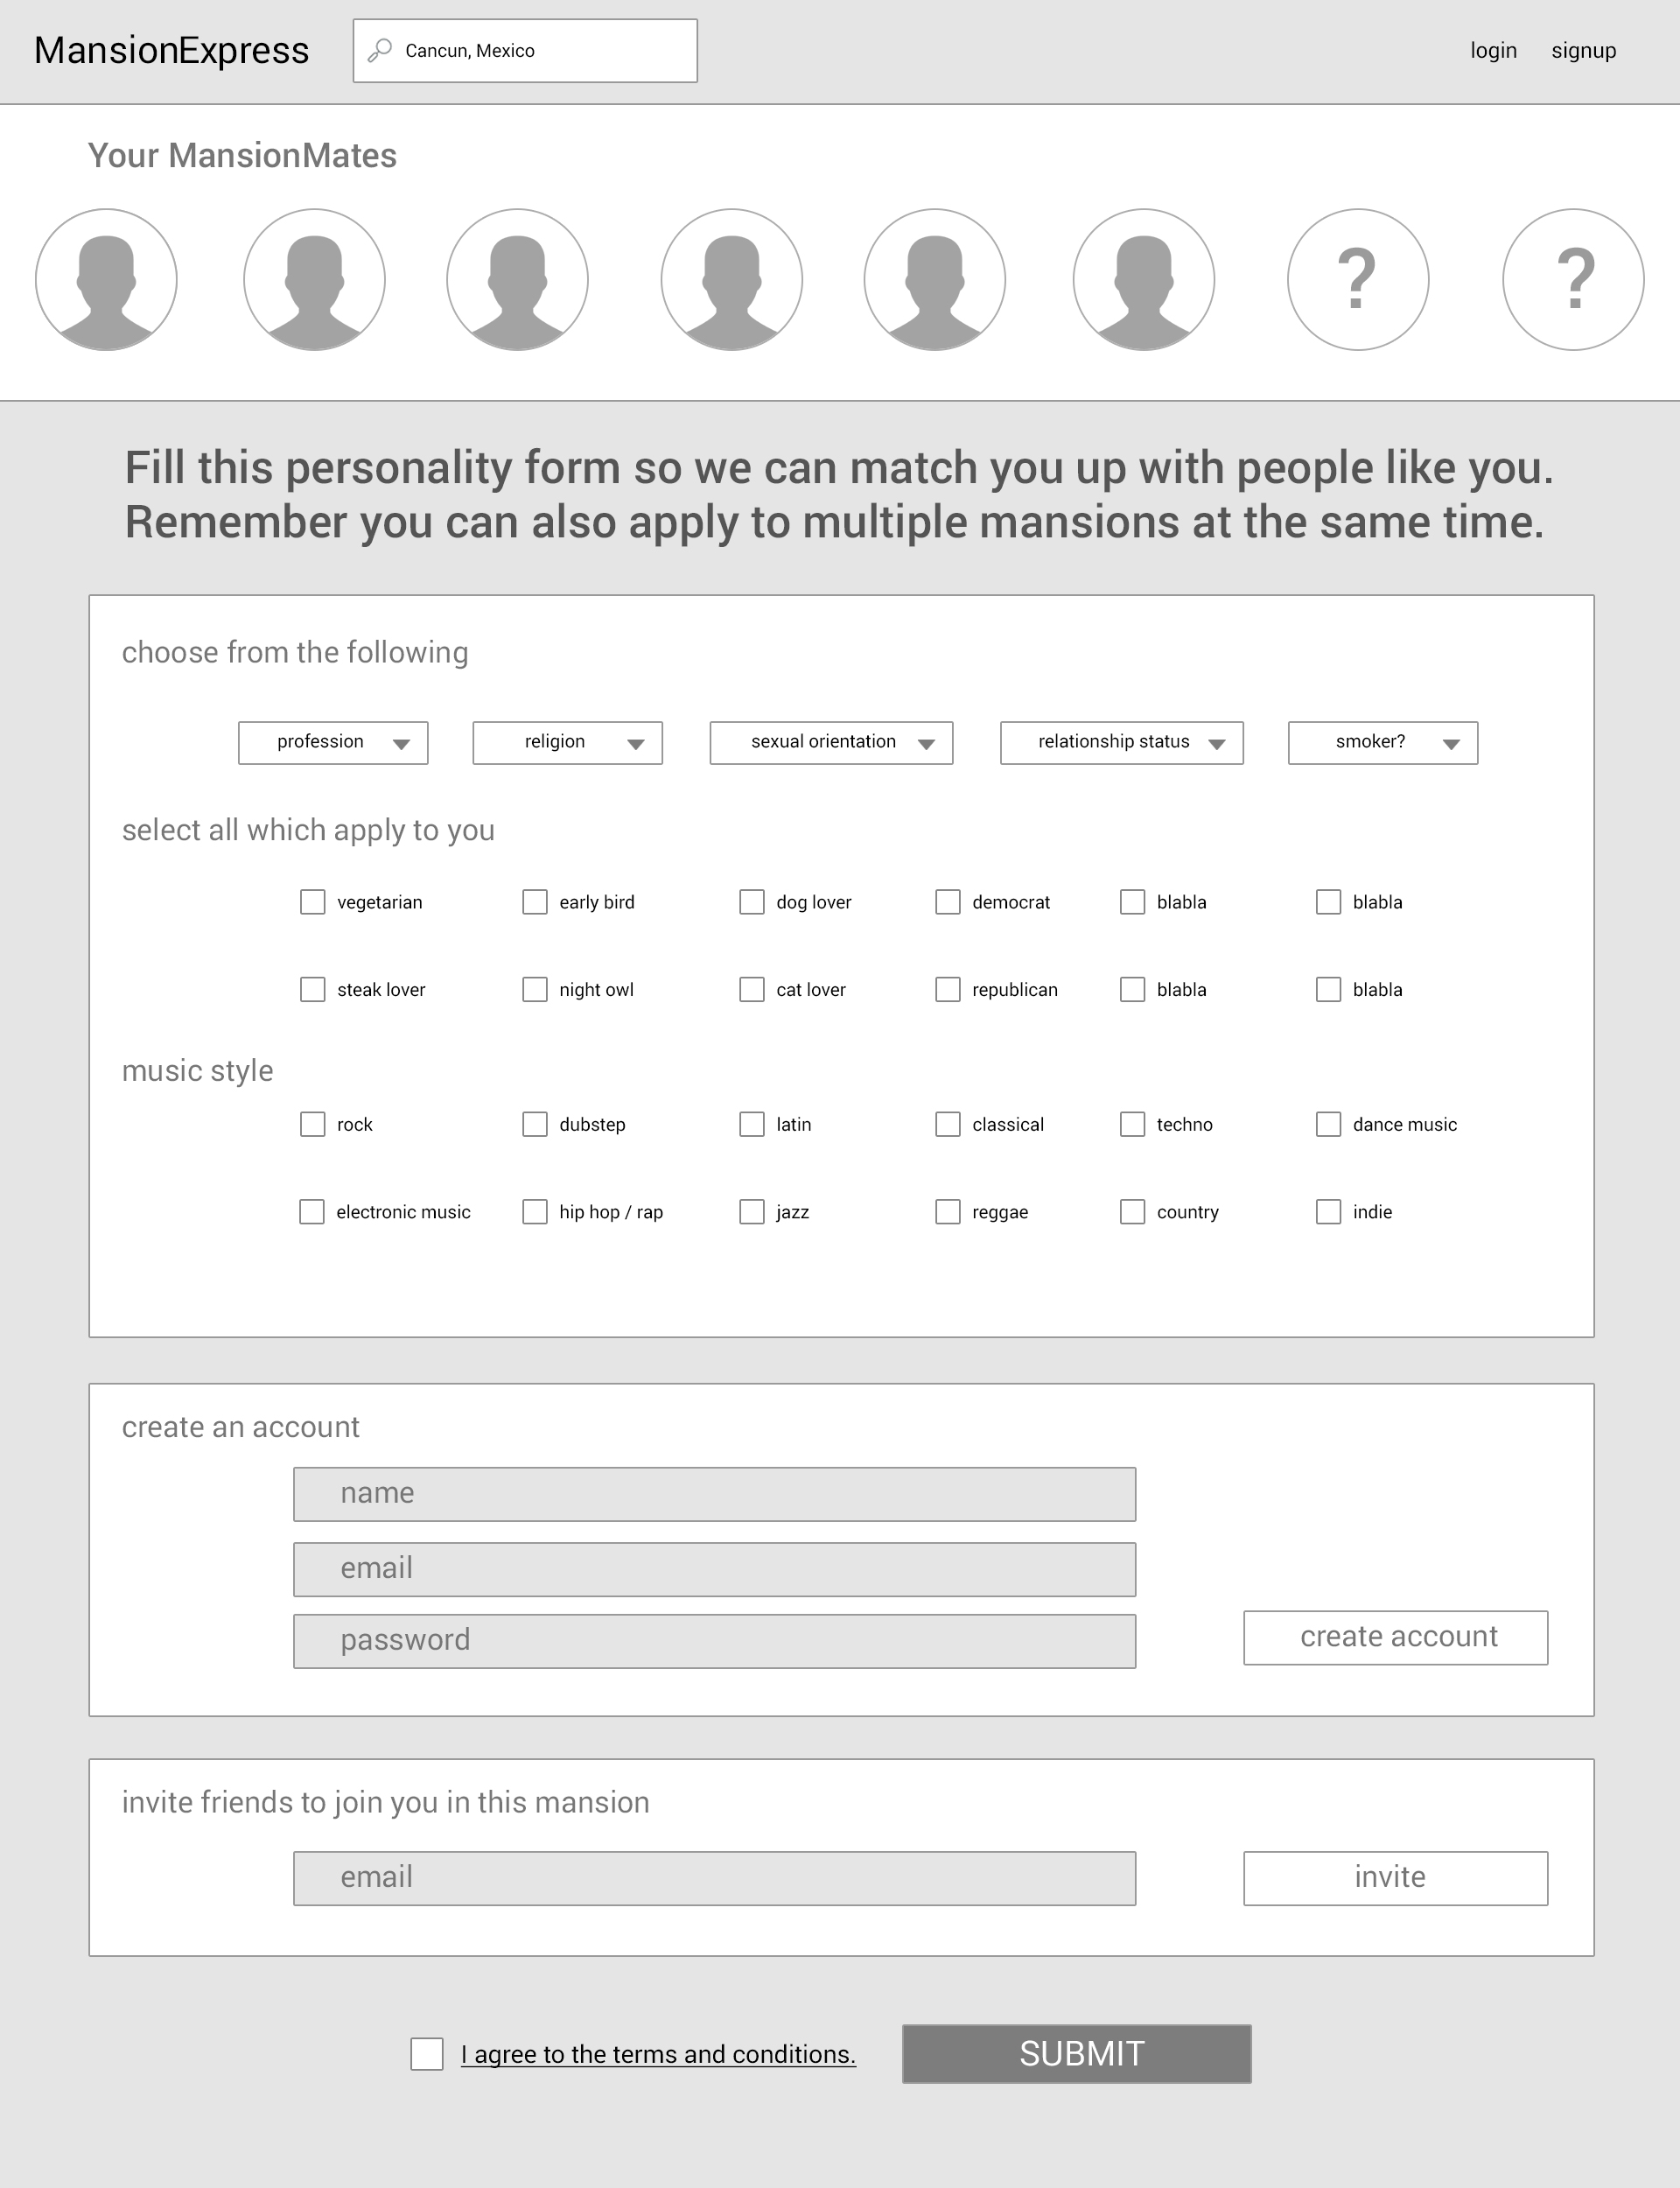 MansionExpress
Cancun, Mexico
login signup
Your MansionMates
? ?
Fill this personality form so we can match you up with people like you.
Remember you can also apply to multiple mansions at the same time.
choose from the following
profession religion sexual orientation relationship status smoker?
select all which apply to you
vegetarian early bird dog lover democrat blabla blabla
steak lover night owl cat lover republican blabla blabla
music style
rock dubstep latin classical techno dance music
electronic music hip hop / rap jazz reggae country indie
create an account
name
email
password
create account
invite friends to join you in this mansion
email invite
I agree to the terms and conditions. SUBMIT